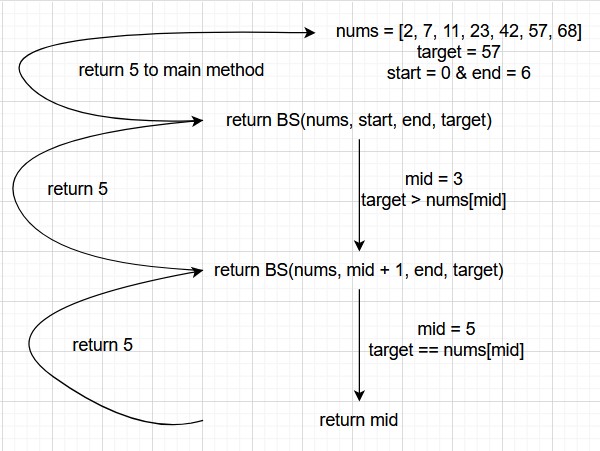 nums = [2, 7, 11, 23, 42, 57, 68]
target = 57
start = 0 & end = 6
return 5 to main method
return BS(nums, start, end, target)
mid = 3
target > nums[mid]
return 5
return BS(nums, mid + 1, end, target)
mid = 5
target == nums[mid]
return 5
return mid